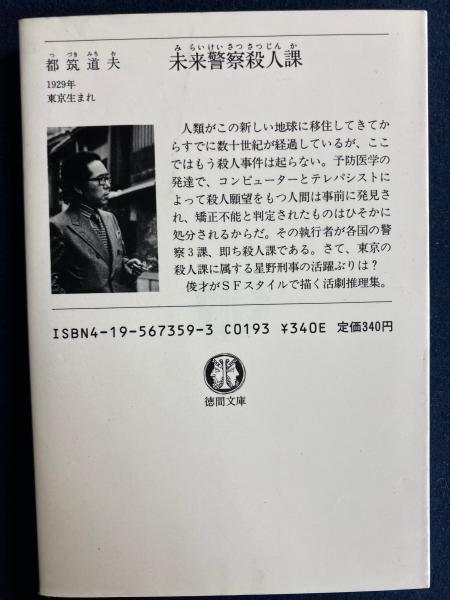 つづきみちお
都筑道夫
みらいけいさつさつじんか
未来警察殺人課
1929年
東京生まれ
人類がこの新しい地球に移住してきてか
らすでに数十世紀が経過しているが、ここ
ではもう殺人事件は起らない。予防医学の
発達で、コンピューターとテレパシストに
よって殺人願望をもつ人間は事前に発見さ
れ、矯正不能と判定されたものはひそかに
処分されるからだ。その執行者が各国の警
察3課、即ち殺人課である。さて、東京の
殺人課に属する星野刑事の活躍ぶりは?
俊才がSFスタイルで描く活劇推理集。
ISBN4-19-567359-3 C0193 ¥340E 定価340円
徳間文庫